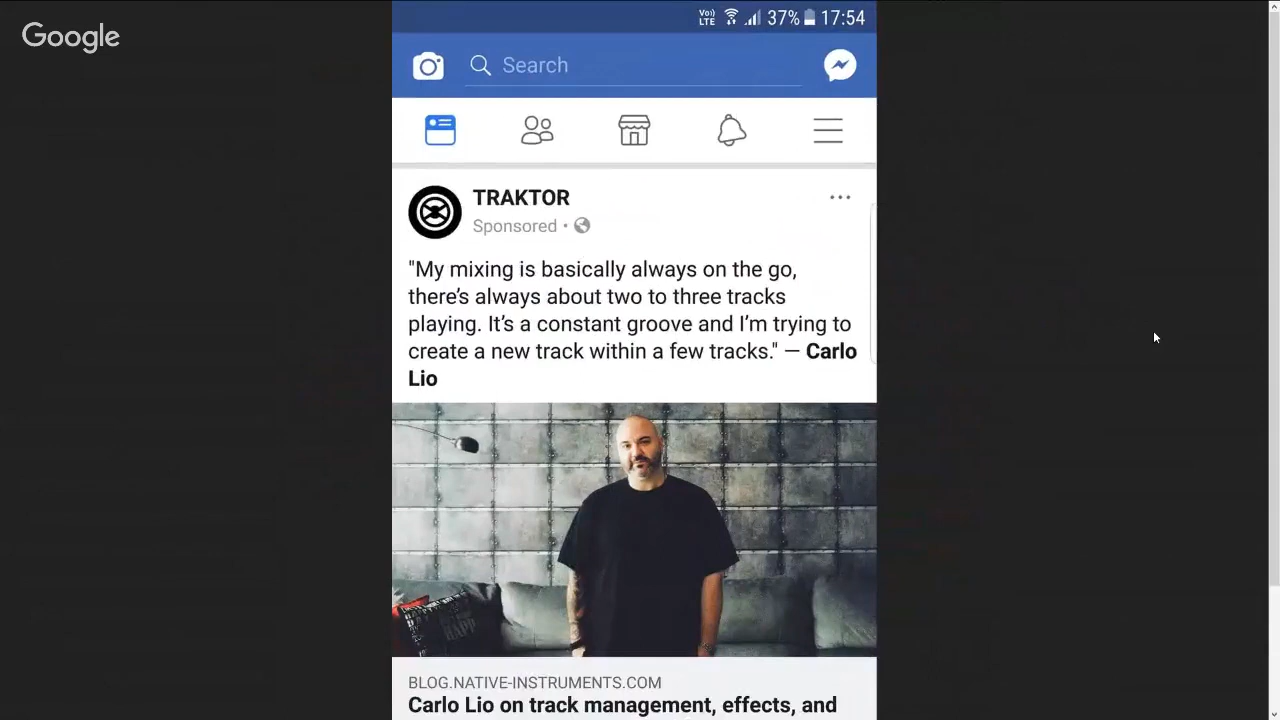 Google
Vo) LTE 37% 17:54
Search
TRAKTOR
Sponsored •
"My mixing is basically always on the go,
there's always about two to three tracks
playing. It's a constant groove and I'm trying to
create a new track within a few tracks." — Carlo
Lio
BLOG.NATIVE-INSTRUMENTS.COM
Carlo Lio on track management, effects, and